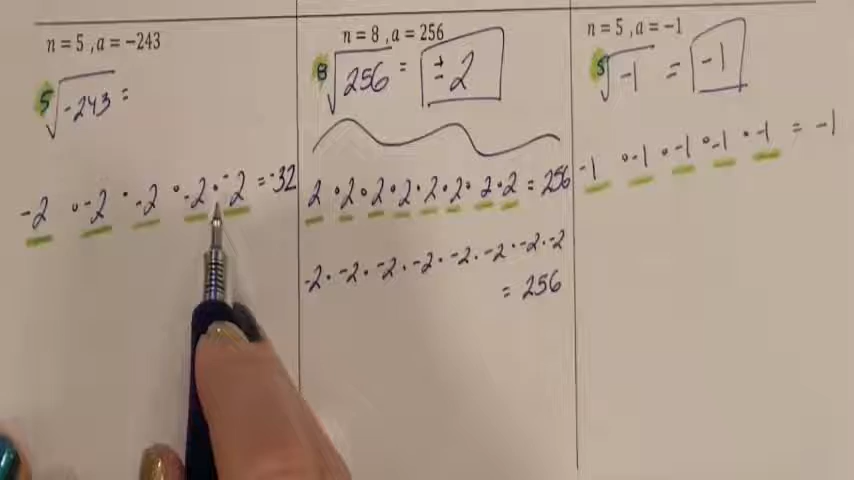 n = 5 , a = −243
⁵√-243 =
-2 · -2 · -2 · -2 · -2 = -32
n = 8 , a = 256
⁸√256 = ± 2
2 · 2 · 2 · 2 · 2 · 2 · 2 · 2 = 256
-2 · -2 · -2 · -2 · -2 · -2 · -2 · -2
= 256
n = 5 , a = −1
⁵√-1 = -1
-1 · -1 · -1 · -1 · -1 = -1